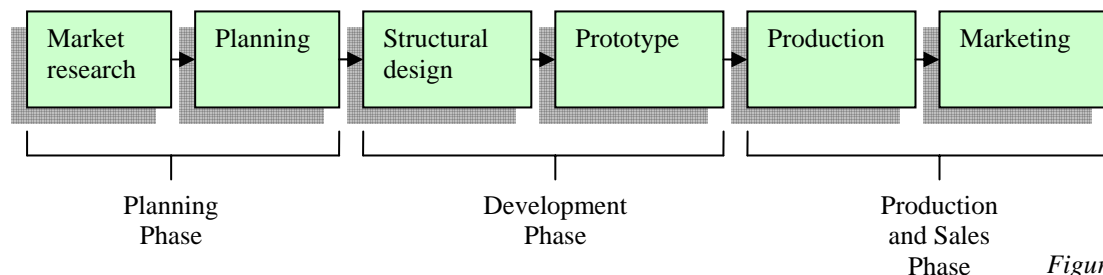 Market
research
Planning
Structural
design
Prototype
Production
Marketing
Planning
Phase
Development
Phase
Production
and Sales
Phase